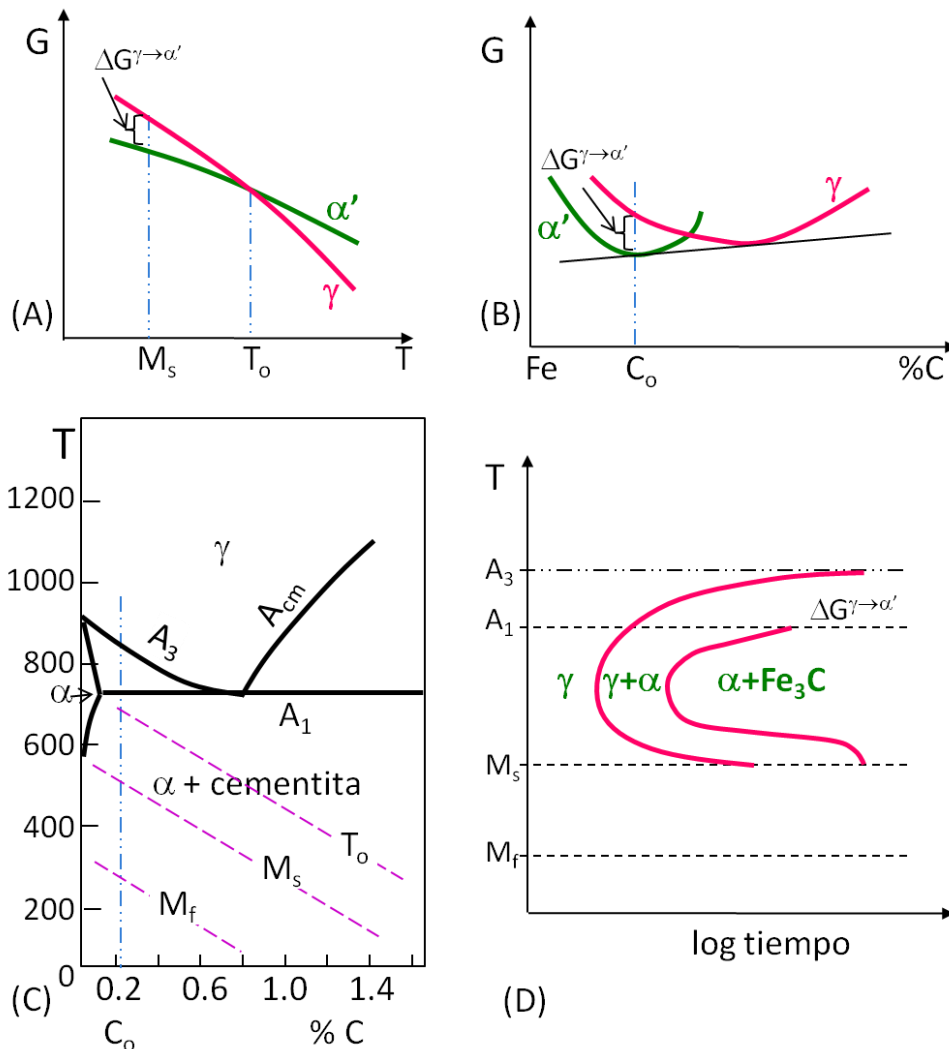 G
ΔG^γ→α'
α'
γ
(A)
M_s
T_o
T
G
ΔG^γ→α'
α'
γ
(B)
Fe
C_o
%C
T
1200
1000
800
α
600
400
200
0
γ
A_3
A_cm
A_1
α + cementita
T_o
M_s
M_f
0.2
0.6
1.0
1.4
(C)
C_o
% C
T
A_3
A_1
ΔG^γ→α'
γ
γ+α
α+Fe₃C
M_s
M_f
log tiempo
(D)